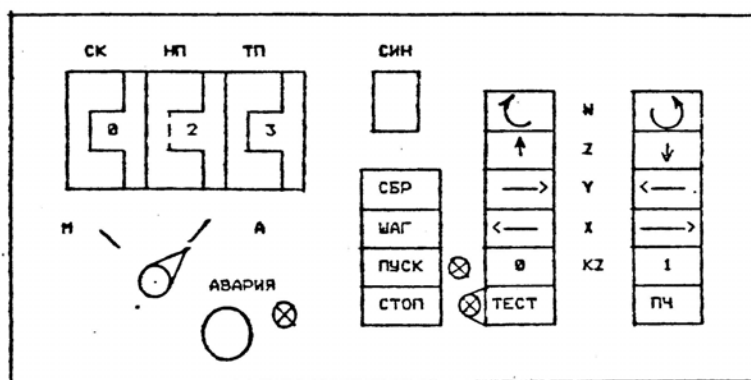 СК НП ТП СИН
0 2 3
W
Z
СБР Y
М А ШАГ X
ПУСК 0 KZ 1
АВАРИЯ
СТОП ТЕСТ ПЧ